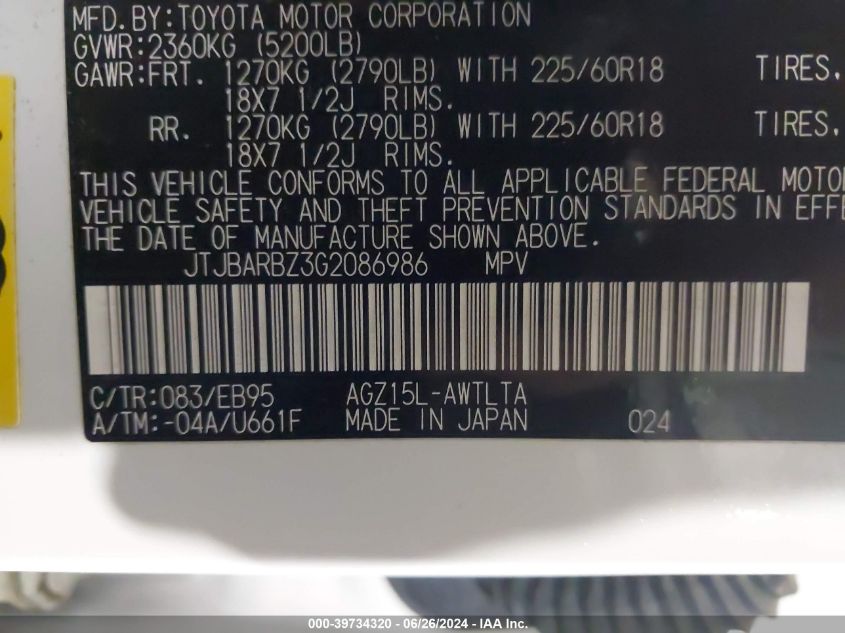 MFD. BY: TOYOTA MOTOR CORPORATION
GVWR: 2360KG (5200LB)
GAWR: FRT. 1270KG (2790LB) WITH 225/60R18 TIRES,
18X7 1/2J RIMS.
RR. 1270KG (2790LB) WITH 225/60R18 TIRES,
18X7 1/2J RIMS.
THIS VEHICLE CONFORMS TO ALL APPLICABLE FEDERAL MOTO
VEHICLE SAFETY AND THEFT PREVENTION STANDARDS IN EFFE
THE DATE OF MANUFACTURE SHOWN ABOVE.
JTJBARBZ3G2086986 MPV
C/TR: 083/EB95 AGZ15L-AWTLTA
A/TM: -04A/U661F MADE IN JAPAN 024
000-39734320 - 06/26/2024 - IAA Inc.